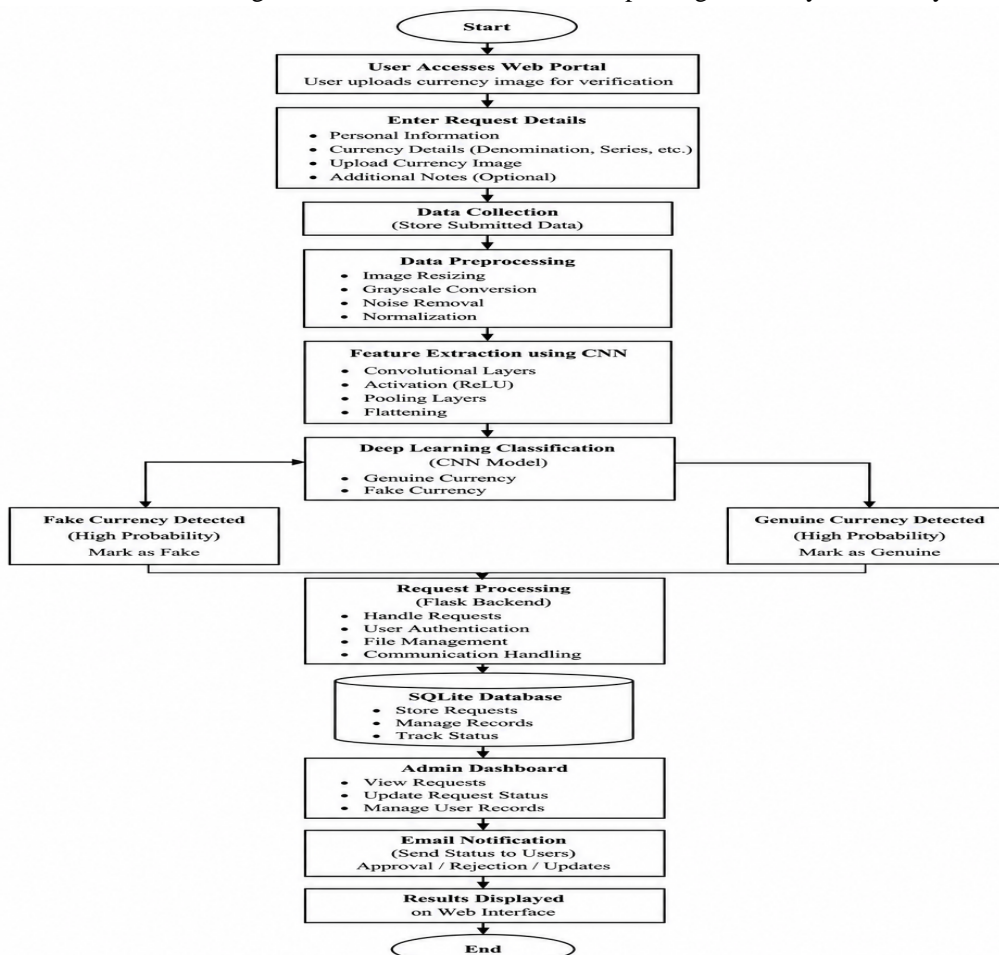 Start
User Accesses Web Portal
User uploads currency image for verification
Enter Request Details
• Personal Information
• Currency Details (Denomination, Series, etc.)
• Upload Currency Image
• Additional Notes (Optional)
Data Collection
(Store Submitted Data)
Data Preprocessing
• Image Resizing
• Grayscale Conversion
• Noise Removal
• Normalization
Feature Extraction using CNN
• Convolutional Layers
• Activation (ReLU)
• Pooling Layers
• Flattening
Deep Learning Classification
(CNN Model)
• Genuine Currency
• Fake Currency
Fake Currency Detected
(High Probability)
Mark as Fake
Genuine Currency Detected
(High Probability)
Mark as Genuine
Request Processing
(Flask Backend)
• Handle Requests
• User Authentication
• File Management
• Communication Handling
SQLite Database
• Store Requests
• Manage Records
• Track Status
Admin Dashboard
• View Requests
• Update Request Status
• Manage User Records
Email Notification
(Send Status to Users)
Approval / Rejection / Updates
Results Displayed
on Web Interface
End